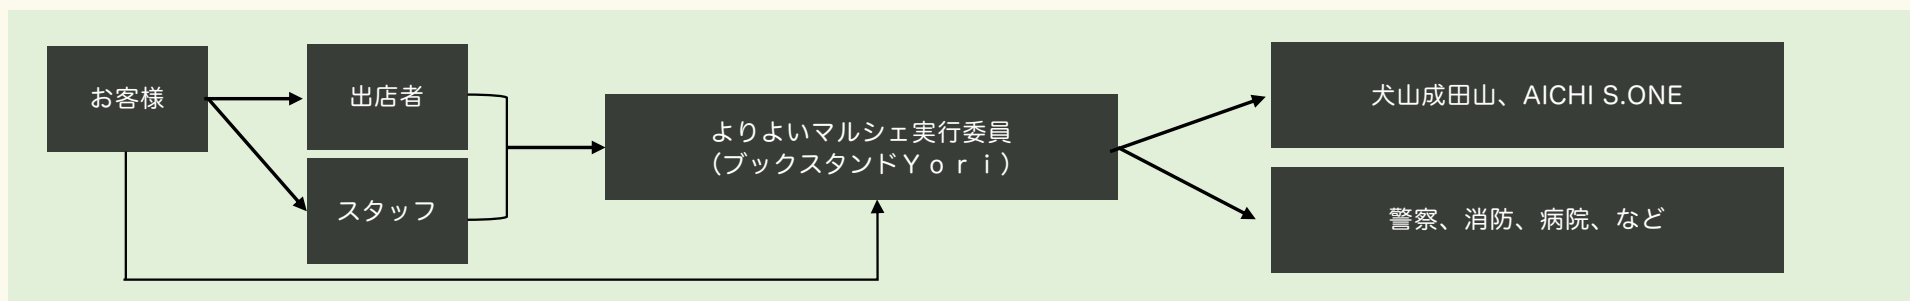 お客様
出店者
スタッフ
よりよいマルシェ実行委員
（ブックスタンドＹｏｒｉ）
犬山成田山、AICHI S.ONE
警察、消防、病院、など